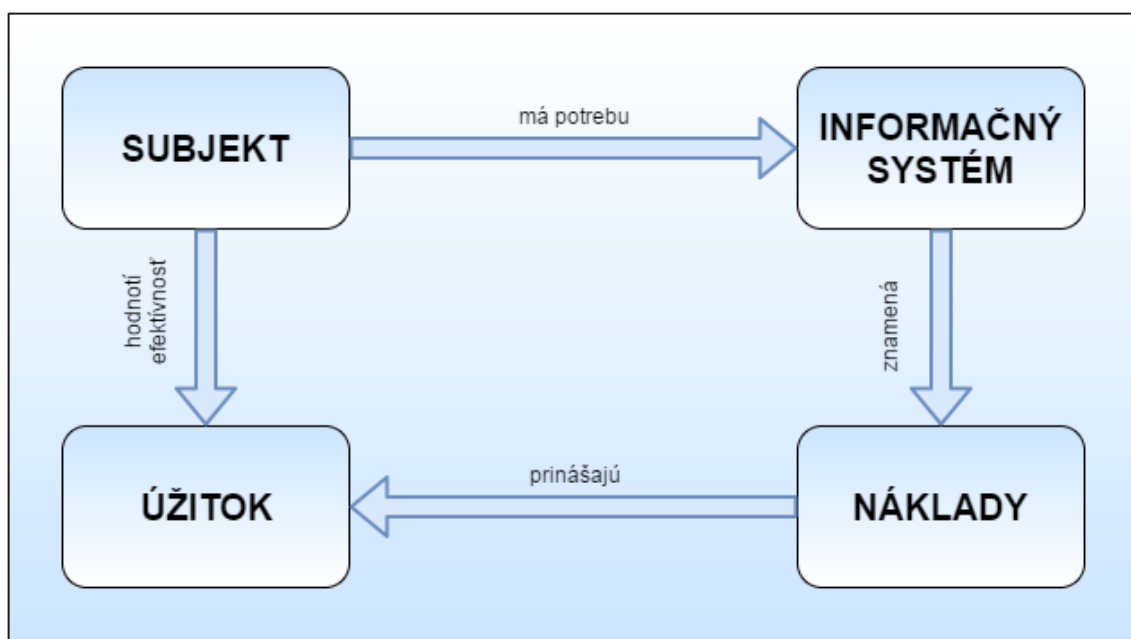 SUBJEKT
má potrebu
INFORMAČNÝ
SYSTÉM
hodnotí
efektívnosť
znamená
ÚŽITOK
prinášajú
NÁKLADY